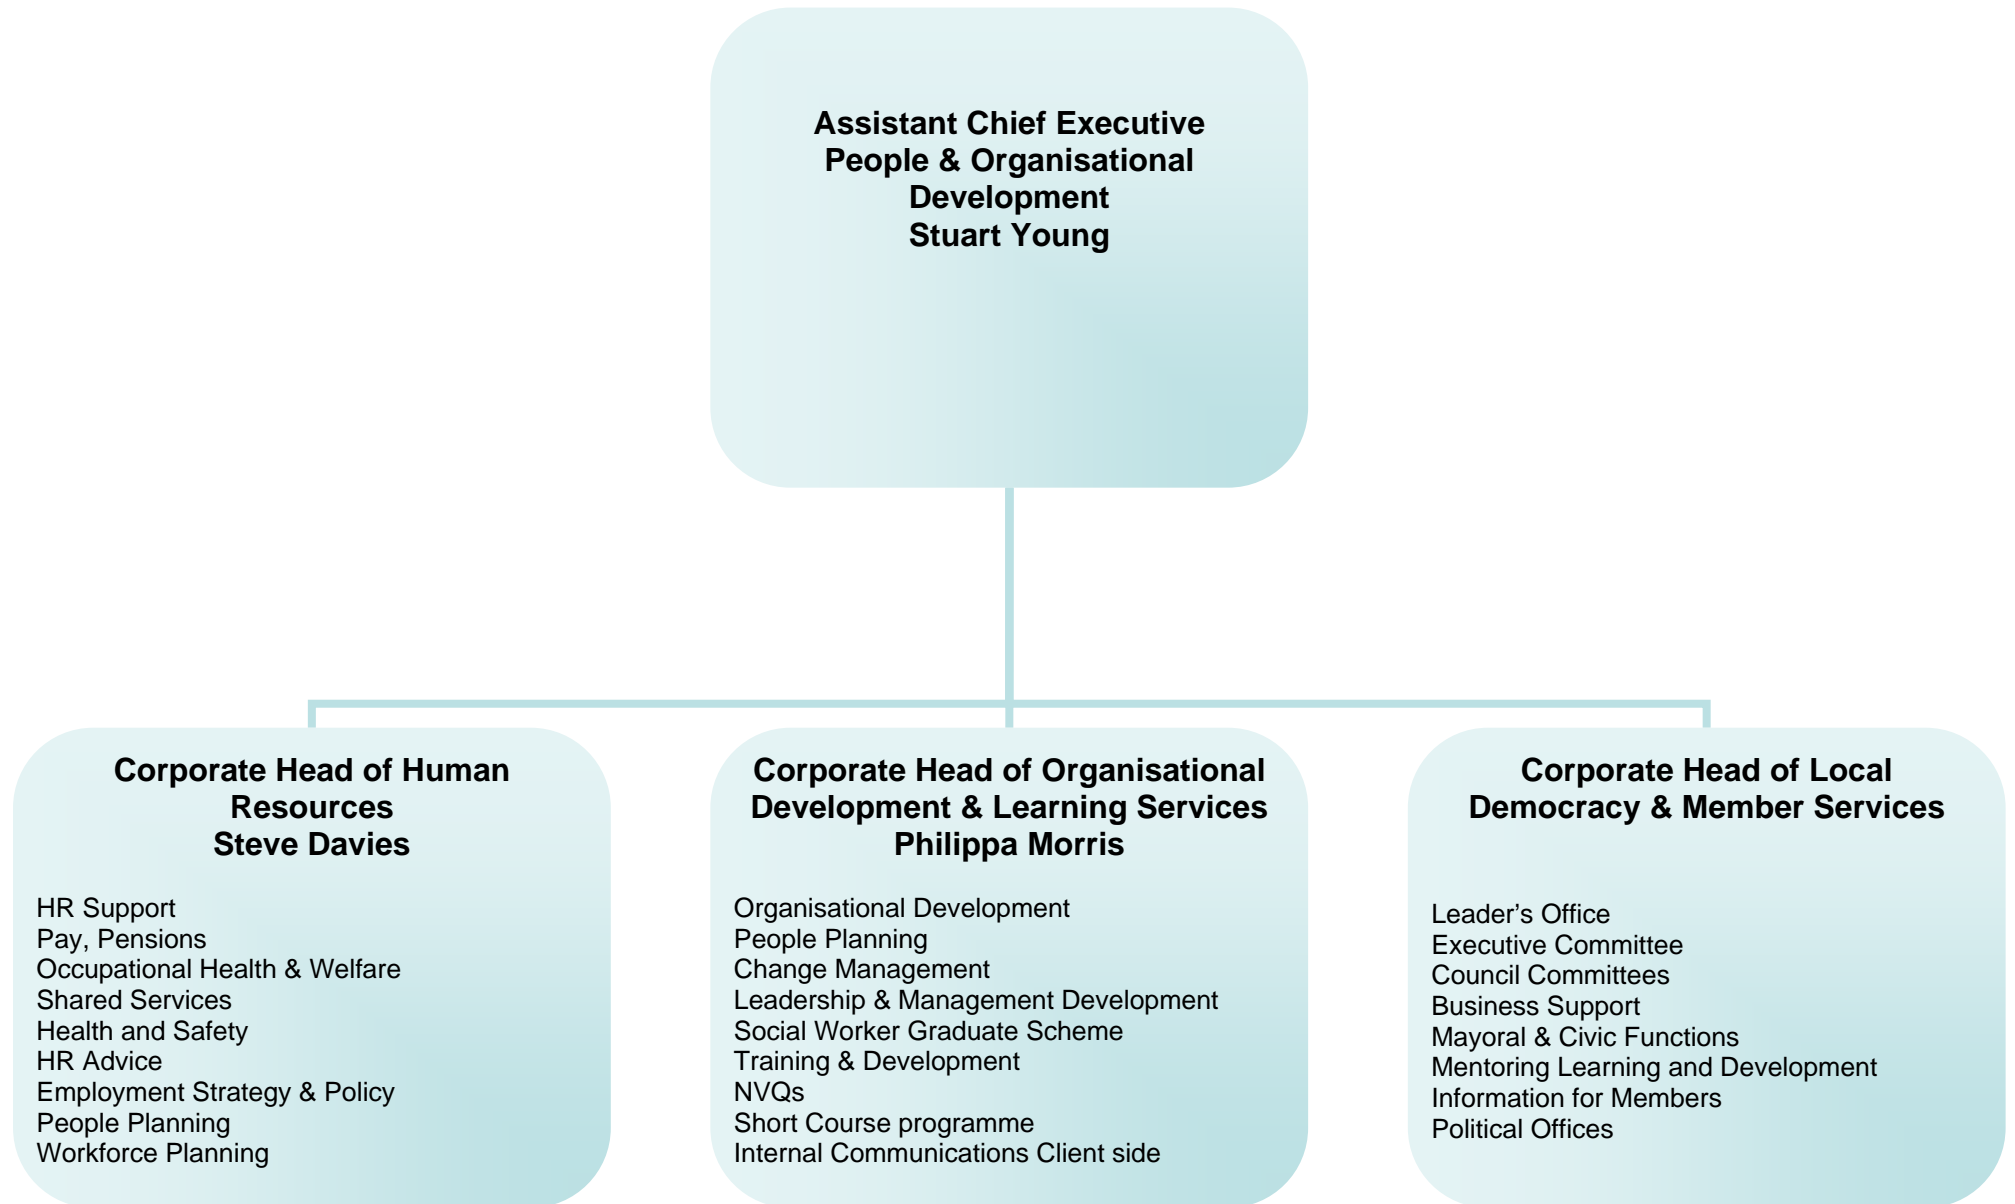 Assistant Chief Executive
People & Organisational
Development
Stuart Young
Corporate Head of Human
Resources
Steve Davies
HR Support
Pay, Pensions
Occupational Health & Welfare
Shared Services
Health and Safety
HR Advice
Employment Strategy & Policy
People Planning
Workforce Planning
Corporate Head of Organisational
Development & Learning Services
Philippa Morris
Organisational Development
People Planning
Change Management
Leadership & Management Development
Social Worker Graduate Scheme
Training & Development
NVQs
Short Course programme
Internal Communications Client side
Corporate Head of Local
Democracy & Member Services
Leader’s Office
Executive Committee
Council Committees
Business Support
Mayoral & Civic Functions
Mentoring Learning and Development
Information for Members
Political Offices